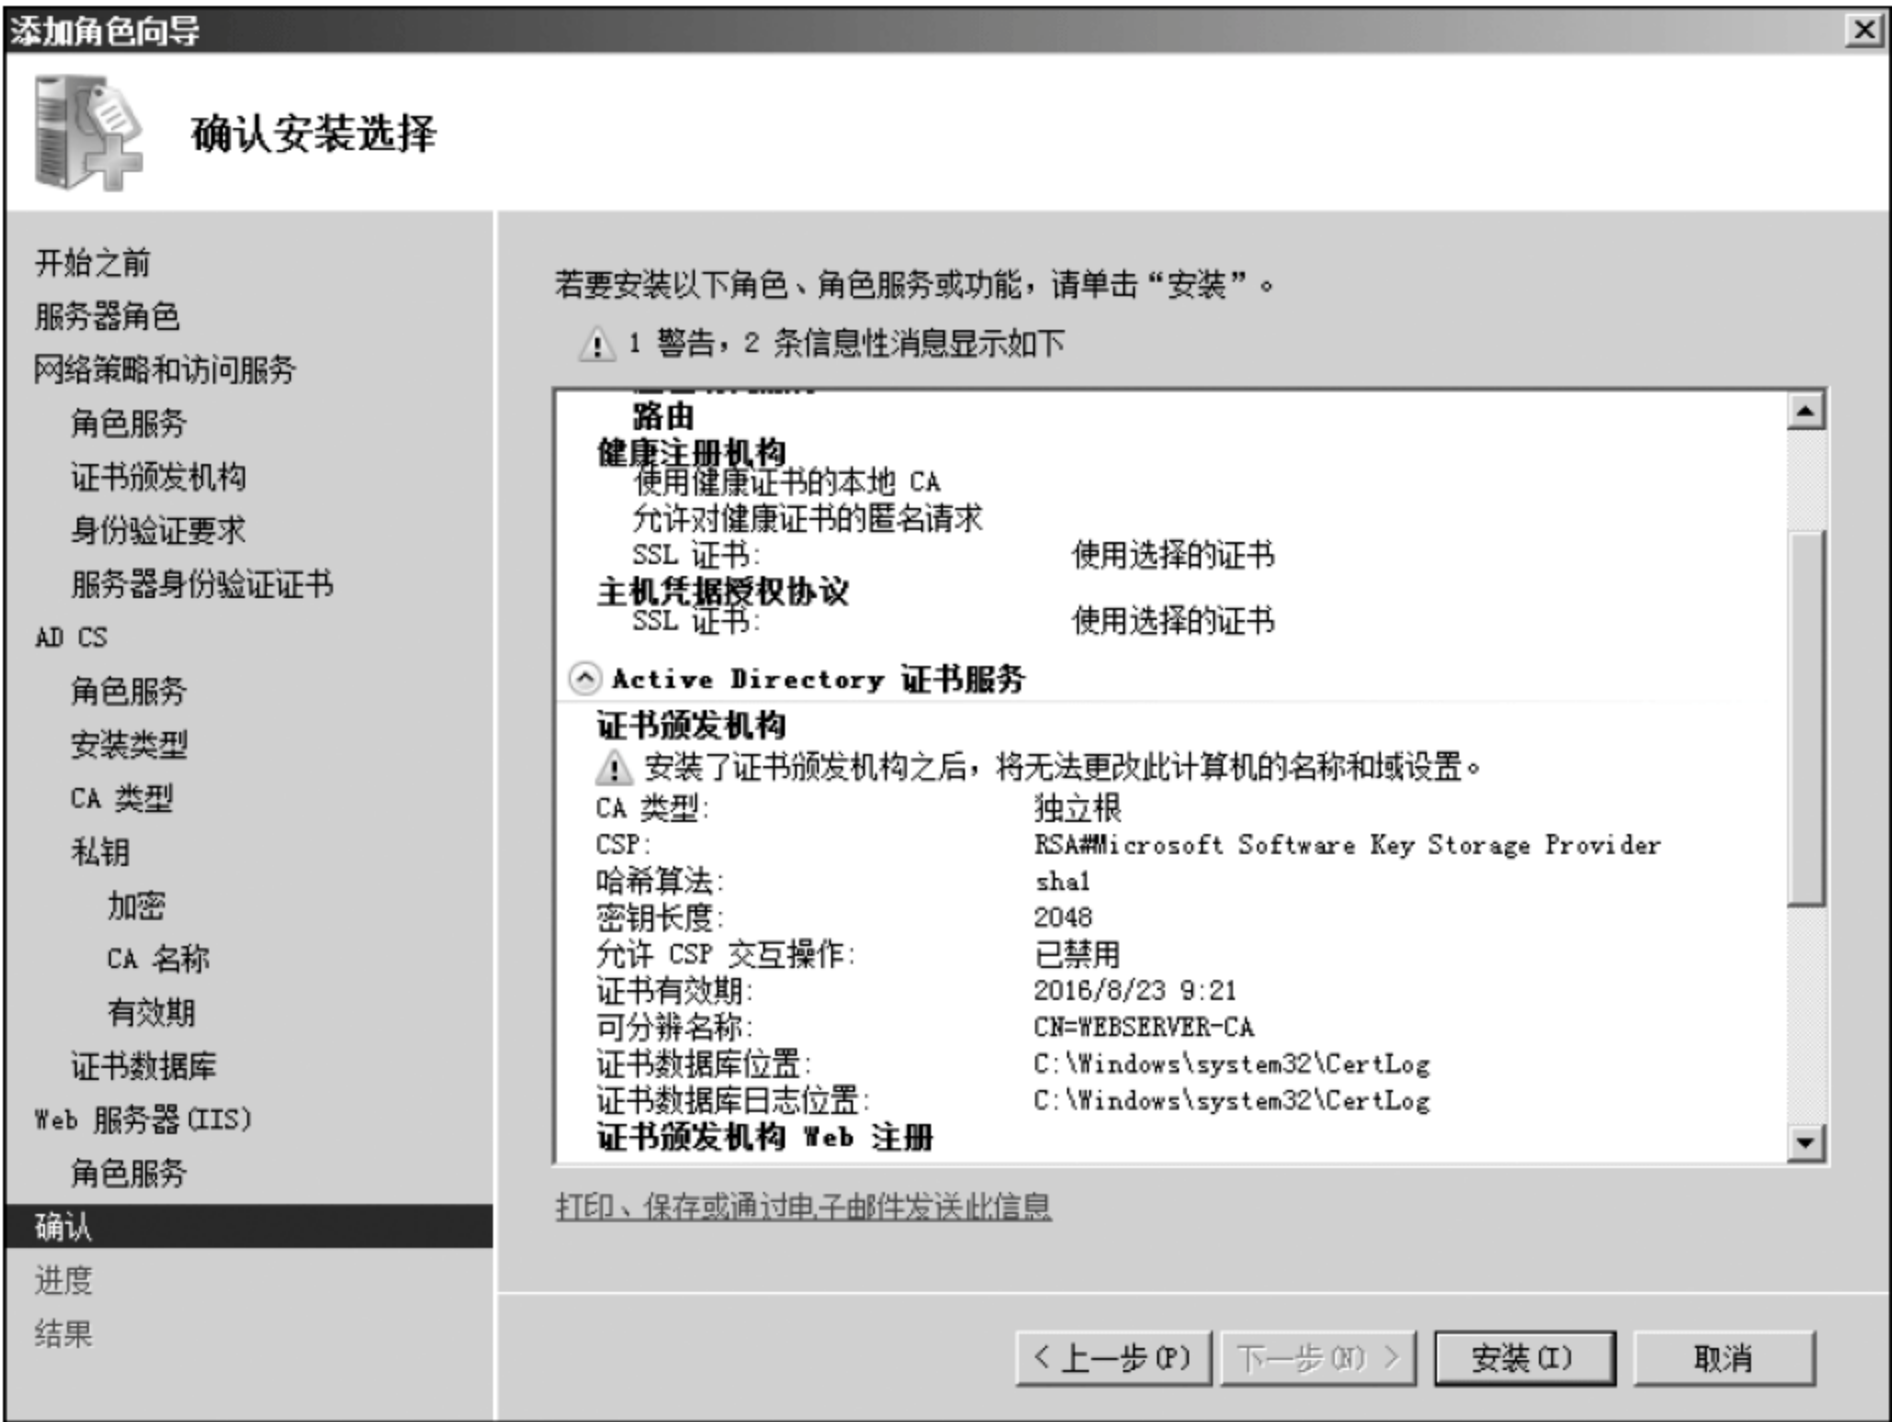 添加角色向导
确认安装选择
开始之前
服务器角色
网络策略和访问服务
角色服务
证书颁发机构
身份验证要求
服务器身份验证证书
AD CS
角色服务
安装类型
CA 类型
私钥
加密
CA 名称
有效期
证书数据库
Web 服务器(IIS)
角色服务
确认
进度
结果
若要安装以下角色、角色服务或功能，请单击“安装”。
1 警告，2 条信息性消息显示如下
路由
健康注册机构
使用健康证书的本地 CA
允许对健康证书的匿名请求
SSL 证书: 使用选择的证书
主机凭据授权协议
SSL 证书: 使用选择的证书
Active Directory 证书服务
证书颁发机构
安装了证书颁发机构之后，将无法更改此计算机的名称和域设置。
CA 类型: 独立根
CSP: RSA#Microsoft Software Key Storage Provider
哈希算法: sha1
密钥长度: 2048
允许 CSP 交互操作: 已禁用
证书有效期: 2016/8/23 9:21
可分辨名称: CN=WEBSERVER-CA
证书数据库位置: C:\Windows\system32\CertLog
证书数据库日志位置: C:\Windows\system32\CertLog
证书颁发机构 Web 注册
打印、保存或通过电子邮件发送此信息
< 上一步(P) 下一步(N) > 安装(I) 取消